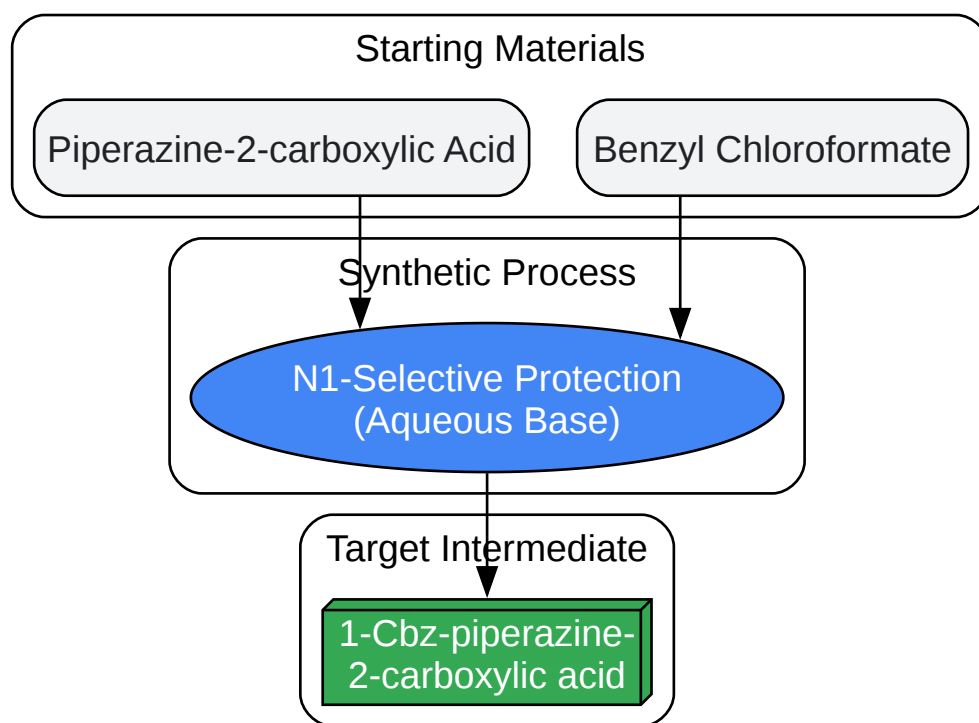 Starting Materials
Piperazine-2-carboxylic Acid
Benzyl Chloroformate
Synthetic Process
N1-Selective Protection
(Aqueous Base)
Target Intermediate
1-Cbz-piperazine-
2-carboxylic acid